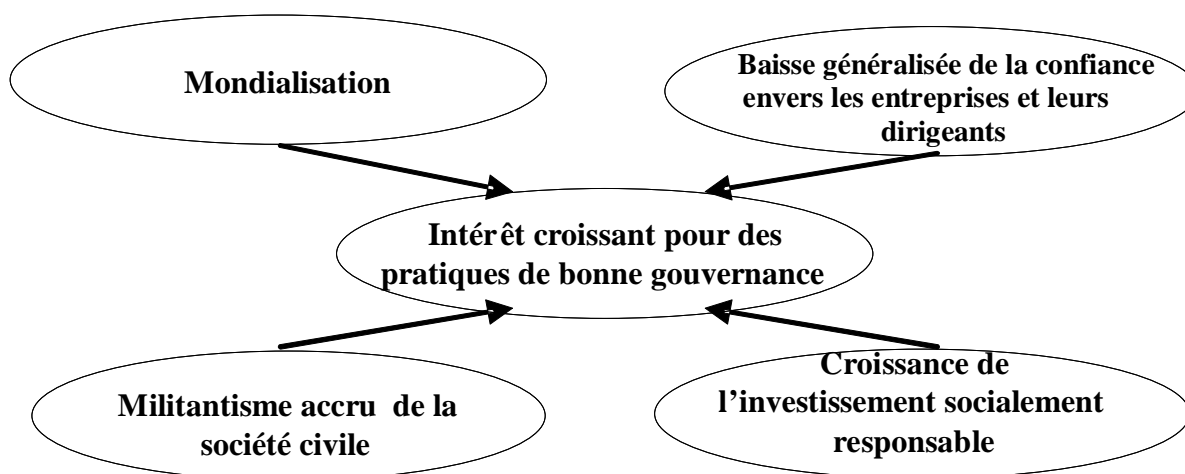 Mondialisation
Baisse généralisée de la confiance
envers les entreprises et leurs
dirigeants
Intérêt croissant pour des
pratiques de bonne gouvernance
Militantisme accru de la
société civile
Croissance de
l’investissement socialement
responsable